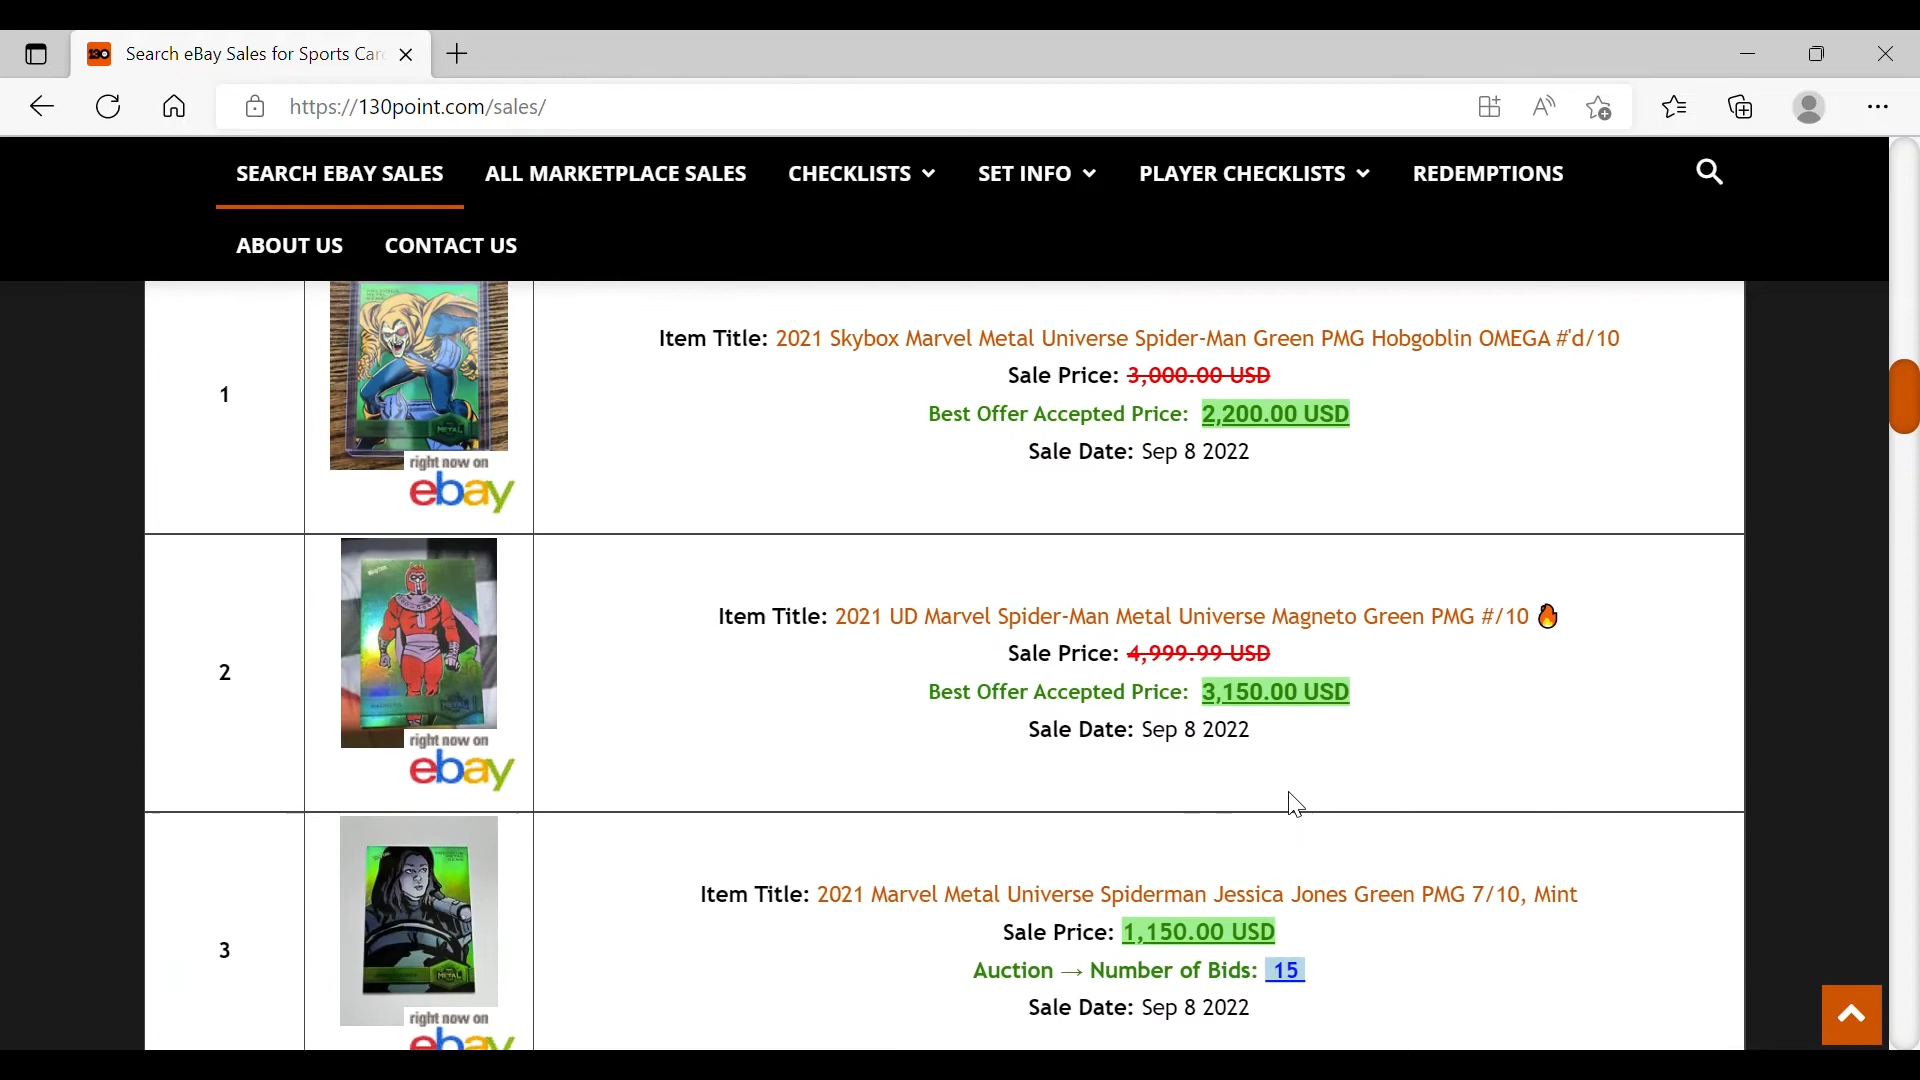 Search eBay Sales for Sports Car
https://130point.com/sales/
SEARCH EBAY SALES
ALL MARKETPLACE SALES
CHECKLISTS
SET INFO
PLAYER CHECKLISTS
REDEMPTIONS
ABOUT US
CONTACT US
1
METAL
right now on
ebay
Item Title: 2021 Skybox Marvel Metal Universe Spider-Man Green PMG Hobgoblin OMEGA #'d/10
Sale Price: 3,000.00 USD
Best Offer Accepted Price: 2,200.00 USD
Sale Date: Sep 8 2022
2
MAGNETO
METAL
right now on
ebay
Item Title: 2021 UD Marvel Spider-Man Metal Universe Magneto Green PMG #/10 🔥
Sale Price: 4,999.99 USD
Best Offer Accepted Price: 3,150.00 USD
Sale Date: Sep 8 2022
3
METAL
right now on
ebay
Item Title: 2021 Marvel Metal Universe Spiderman Jessica Jones Green PMG 7/10, Mint
Sale Price: 1,150.00 USD
Auction → Number of Bids: 15
Sale Date: Sep 8 2022